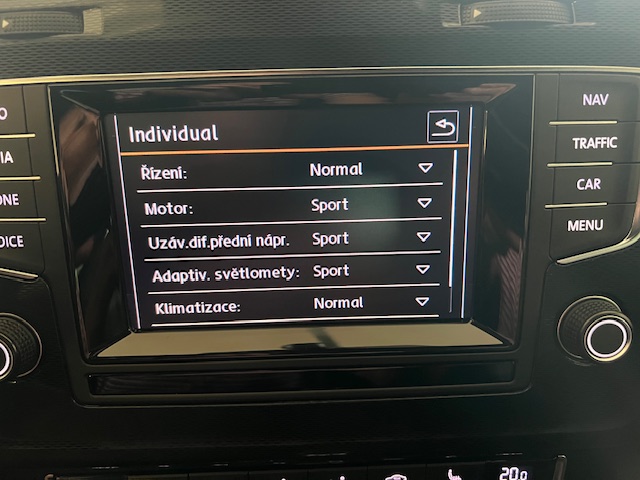 Individual
Řízení: Normal
Motor: Sport
Uzáv.dif.přední nápr. Sport
Adaptiv. světlomety: Sport
Klimatizace: Normal
NAV
TRAFFIC
CAR
MENU
20.0